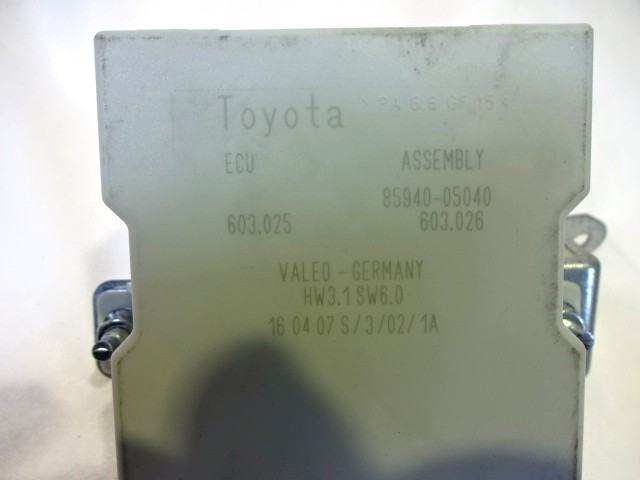 Toyota >PA 6.6 GF 15<
ECU ASSEMBLY
85940-05040
603.025 603.026
VALEO - GERMANY
HW3.1 SW6.0
16 04 07 S/3/02/1A